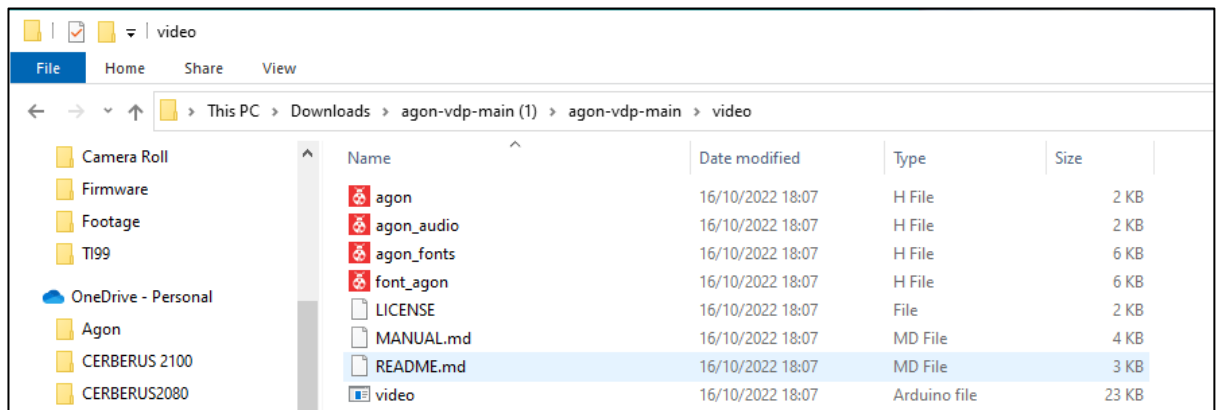 video
File Home Share View
This PC > Downloads > agon-vdp-main (1) > agon-vdp-main > video
Camera Roll
Firmware
Footage
TI99
OneDrive - Personal
Agon
CERBERUS 2100
CERBERUS2080
Name Date modified Type Size
agon 16/10/2022 18:07 H File 2 KB
agon_audio 16/10/2022 18:07 H File 2 KB
agon_fonts 16/10/2022 18:07 H File 6 KB
font_agon 16/10/2022 18:07 H File 6 KB
LICENSE 16/10/2022 18:07 File 2 KB
MANUAL.md 16/10/2022 18:07 MD File 4 KB
README.md 16/10/2022 18:07 MD File 3 KB
video 16/10/2022 18:07 Arduino file 23 KB